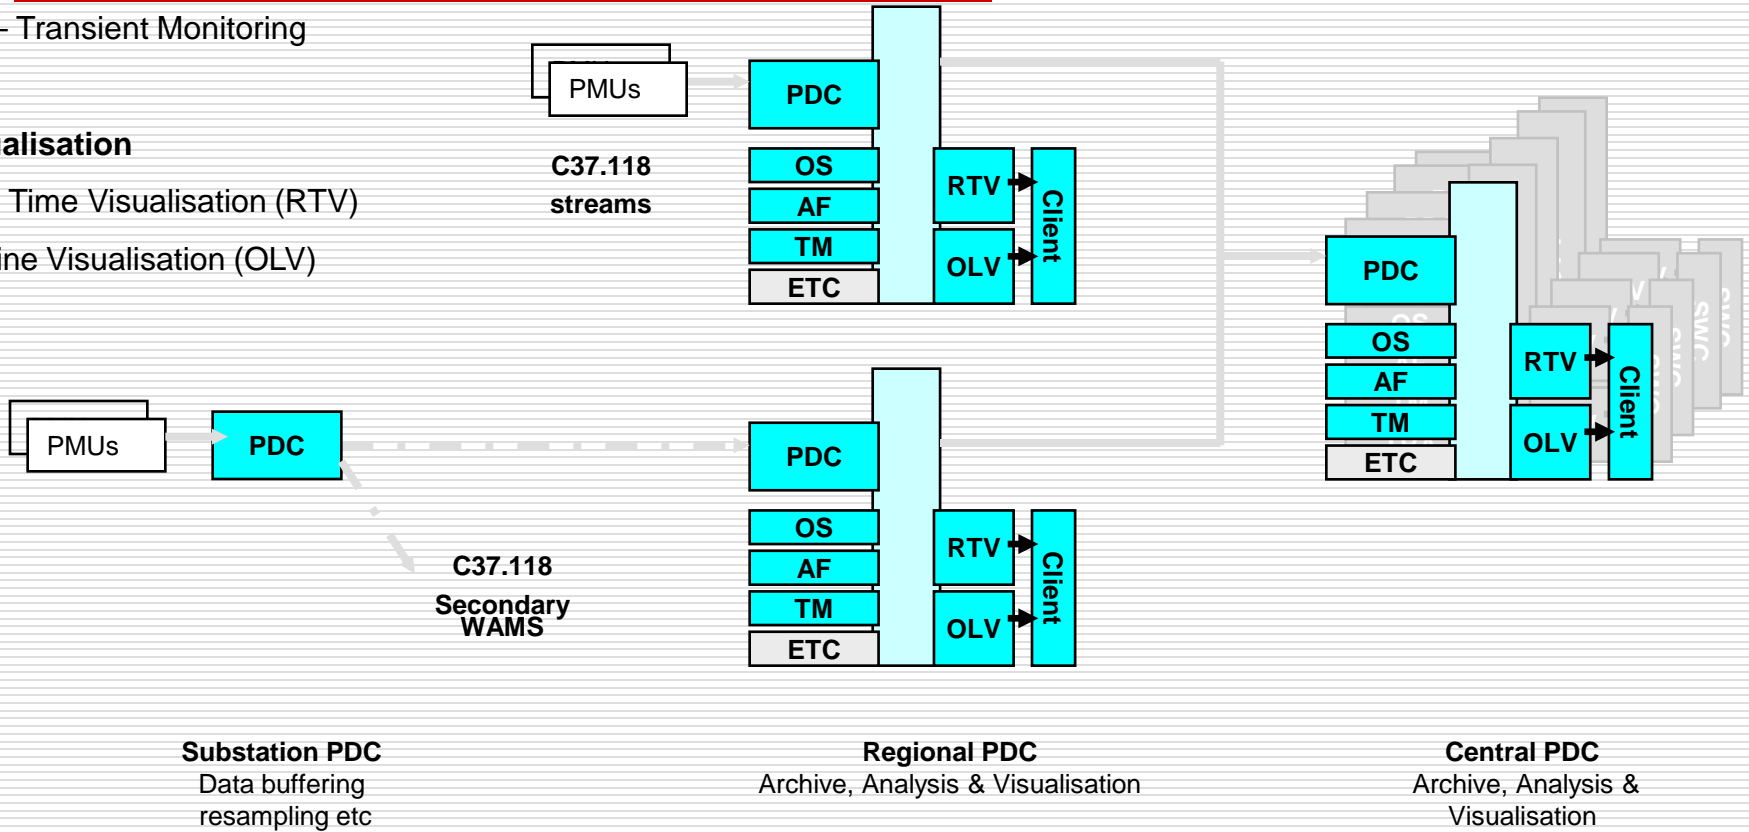 - Transient Monitoring
alisation
Time Visualisation (RTV)
ine Visualisation (OLV)
PMUs
C37.118
streams
PDC
OS
AF
TM
ETC
RTV
OLV
Client
PMUs
PDC
C37.118
Secondary
WAMS
PDC
OS
AF
TM
ETC
RTV
OLV
Client
PDC
OS
AF
TM
ETC
RTV
OLV
Client
Substation PDC
Data buffering
resampling etc
Regional PDC
Archive, Analysis & Visualisation
Central PDC
Archive, Analysis &
Visualisation